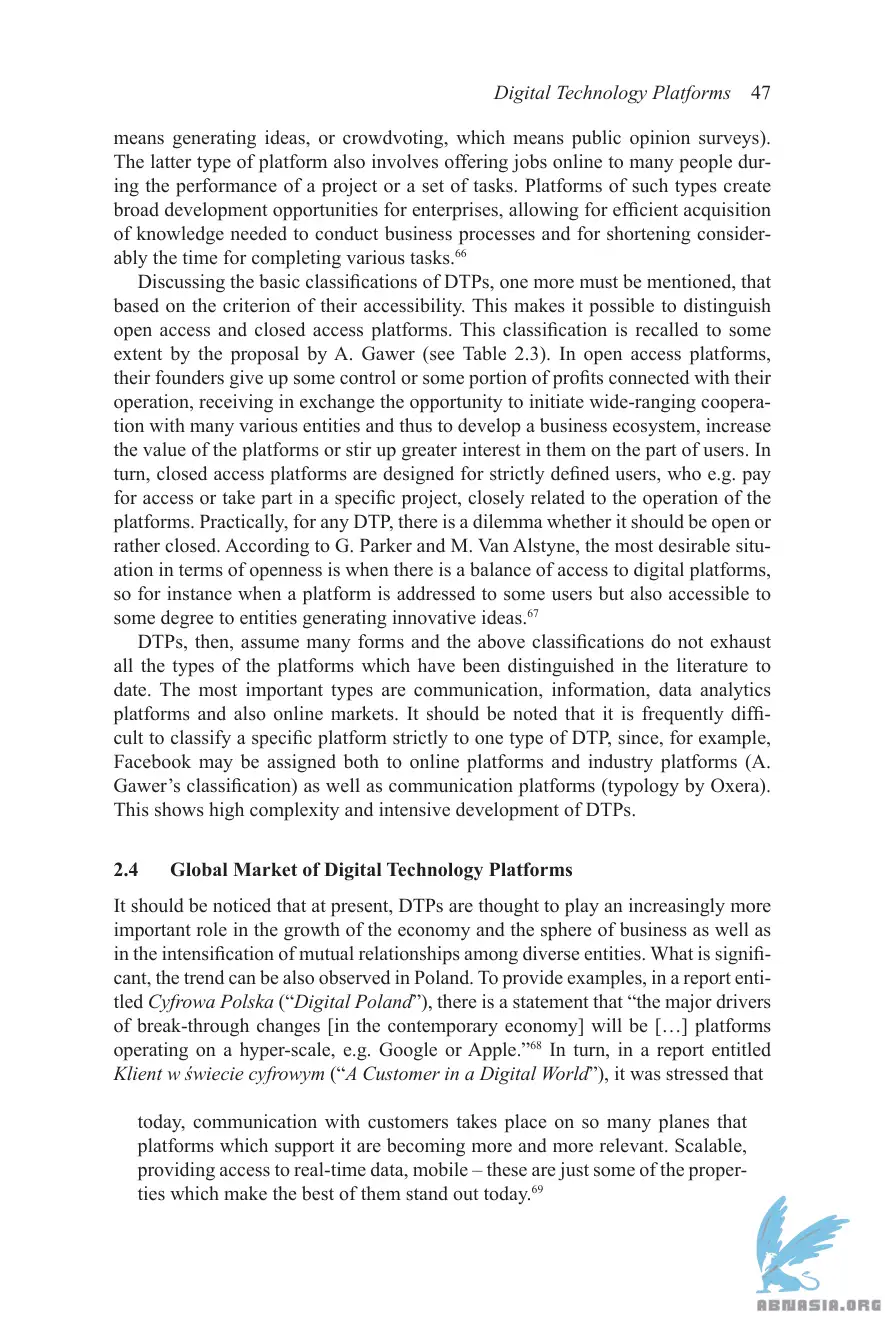 Digital Technology Platforms 47
means generating ideas, or crowdvoting, which means public opinion surveys).
The latter type of platform also involves offering jobs online to many people dur-
ing the performance of a project or a set of tasks. Platforms of such types create
broad development opportunities for enterprises, allowing for efficient acquisition
of knowledge needed to conduct business processes and for shortening consider-
ably the time for completing various tasks.66
Discussing the basic classifications of DTPs, one more must be mentioned, that
based on the criterion of their accessibility. This makes it possible to distinguish
open access and closed access platforms. This classification is recalled to some
extent by the proposal by A. Gawer (see Table 2.3). In open access platforms,
their founders give up some control or some portion of profits connected with their
operation, receiving in exchange the opportunity to initiate wide-ranging coopera-
tion with many various entities and thus to develop a business ecosystem, increase
the value of the platforms or stir up greater interest in them on the part of users. In
turn, closed access platforms are designed for strictly defined users, who e.g. pay
for access or take part in a specific project, closely related to the operation of the
platforms. Practically, for any DTP, there is a dilemma whether it should be open or
rather closed. According to G. Parker and M. Van Alstyne, the most desirable situ-
ation in terms of openness is when there is a balance of access to digital platforms,
so for instance when a platform is addressed to some users but also accessible to
some degree to entities generating innovative ideas.67
DTPs, then, assume many forms and the above classifications do not exhaust
all the types of the platforms which have been distinguished in the literature to
date. The most important types are communication, information, data analytics
platforms and also online markets. It should be noted that it is frequently diffi-
cult to classify a specific platform strictly to one type of DTP, since, for example,
Facebook may be assigned both to online platforms and industry platforms (A.
Gawer's classification) as well as communication platforms (typology by Oxera).
This shows high complexity and intensive development of DTPs.
2.4 Global Market of Digital Technology Platforms
It should be noticed that at present, DTPs are thought to play an increasingly more
important role in the growth of the economy and the sphere of business as well as
in the intensification of mutual relationships among diverse entities. What is signifi-
cant, the trend can be also observed in Poland. To provide examples, in a report enti-
tled Cyfrowa Polska (“Digital Poland”), there is a statement that “the major drivers
of break-through changes [in the contemporary economy] will be […] platforms
operating on a hyper-scale, e.g. Google or Apple.”68 In turn, in a report entitled
Klient w świecie cyfrowym (“A Customer in a Digital World”), it was stressed that
today, communication with customers takes place on so many planes that
platforms which support it are becoming more and more relevant. Scalable,
providing access to real-time data, mobile – these are just some of the proper-
ties which make the best of them stand out today.69
ABNASIA.ORG